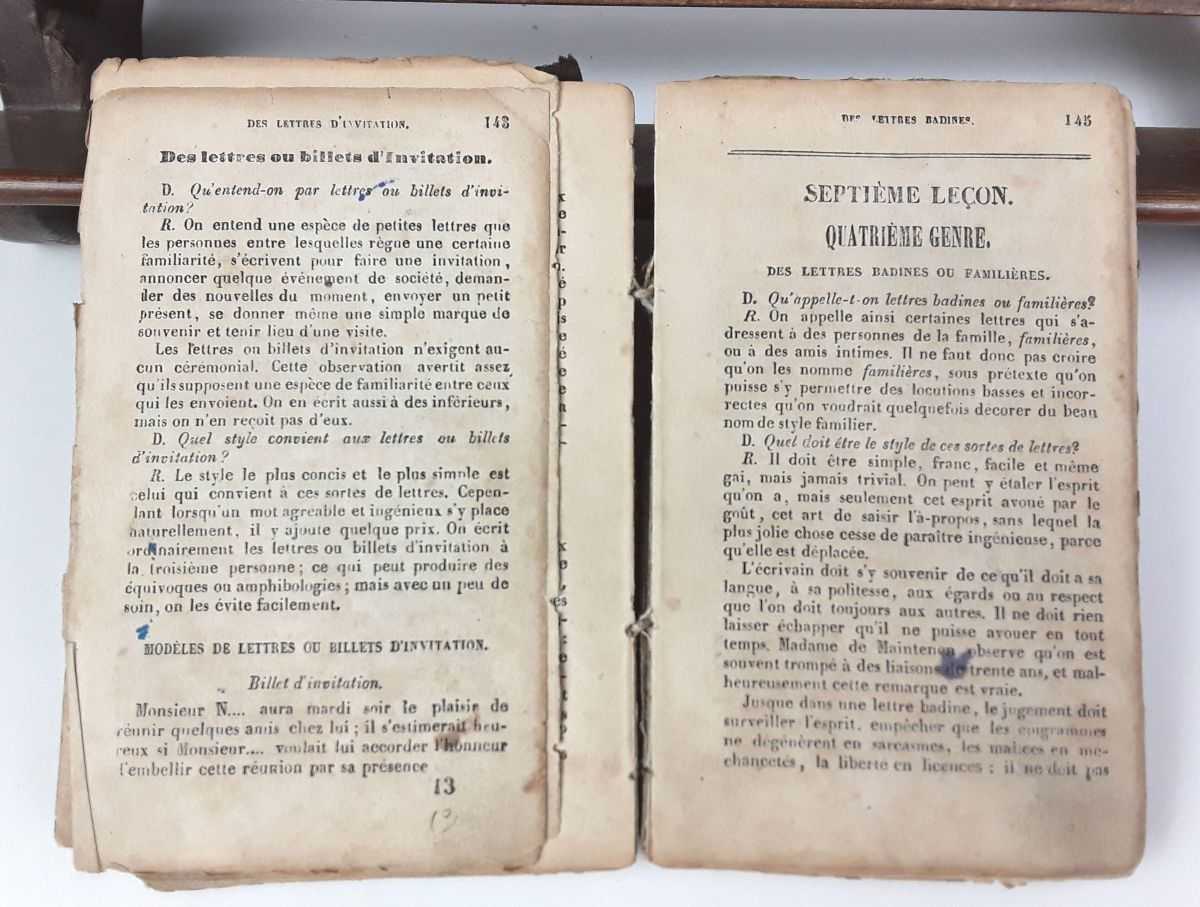 DES LETTRES D'INVITATION. 143
Des lettres ou billets d'Invitation.
D. Qu'entend-on par lettres ou billets d'invi-
tation?
R. On entend une espèce de petites lettres que
les personnes entre lesquelles règne une certaine
familiarité, s'écrivent pour faire une invitation,
annoncer quelque événement de société, deman-
der des nouvelles du moment, envoyer un petit
présent, se donner même une simple marque de
souvenir et tenir lieu d'une visite.
Les lettres ou billets d'invitation n'exigent au-
cun cérémonial. Cette observation avertit assez
qu'ils supposent une espèce de familiarité entre ceux
qui les envoient. On en écrit aussi à des inférieurs,
mais on n'en reçoit pas d'eux.
D. Quel style convient aux lettres ou billets
d'invitation?
R. Le style le plus concis et le plus simple est
celui qui convient à ces sortes de lettres. Cepen-
dant lorsqu'un mot agréable et ingénieux s'y place
naturellement, il y ajoute quelque prix. On écrit
ordinairement les lettres ou billets d'invitation à
la troisième personne; ce qui peut produire des
équivoques ou amphibologies; mais avec un peu de
soin, on les évite facilement.
MODÈLES DE LETTRES OU BILLETS D'INVITATION.
Billet d'invitation.
Monsieur N.... aura mardi soir le plaisir de
réunir quelques amis chez lui; il s'estimerait heu-
reux si Monsieur.... voulait lui accorder l'honneur
d'embellir cette réunion par sa présence
13
DES LETTRES BADINES. 145
SEPTIÈME LEÇON.
QUATRIÈME GENRE.
DES LETTRES BADINES OU FAMILIÈRES.
D. Qu'appelle-t-on lettres badines ou familières?
R. On appelle ainsi certaines lettres qui s'a-
dressent à des personnes de la famille, familières,
ou à des amis intimes. Il ne faut donc pas croire
qu'on les nomme familières, sous prétexte qu'on
puisse s'y permettre des locutions basses et incor-
rectes qu'on voudrait quelquefois décorer du beau
nom de style familier.
D. Quel doit être le style de ces sortes de lettres?
R. Il doit être simple, franc, facile et même
gai, mais jamais trivial. On peut y étaler l'esprit
qu'on a, mais seulement cet esprit avoué par le
goût, cet art de saisir l'à-propos, sans lequel la
plus jolie chose cesse de paraître ingénieuse, parce
qu'elle est déplacée.
L'écrivain doit s'y souvenir de ce qu'il doit a sa
langue, à sa politesse, aux égards ou au respect
que l'on doit toujours aux autres. Il ne doit rien
laisser échapper qu'il ne puisse avouer en tout
temps. Madame de Maintenon observe qu'on est
souvent trompé à des liaisons de trente ans, et mal-
heureusement cette remarque est vraie.
Jusque dans une lettre badine, le jugement doit
surveiller l'esprit, empêcher que les épigrammes
ne dégénèrent en sarcasmes, les malices en mé-
chancetés, la liberté en licences: il ne doit pas